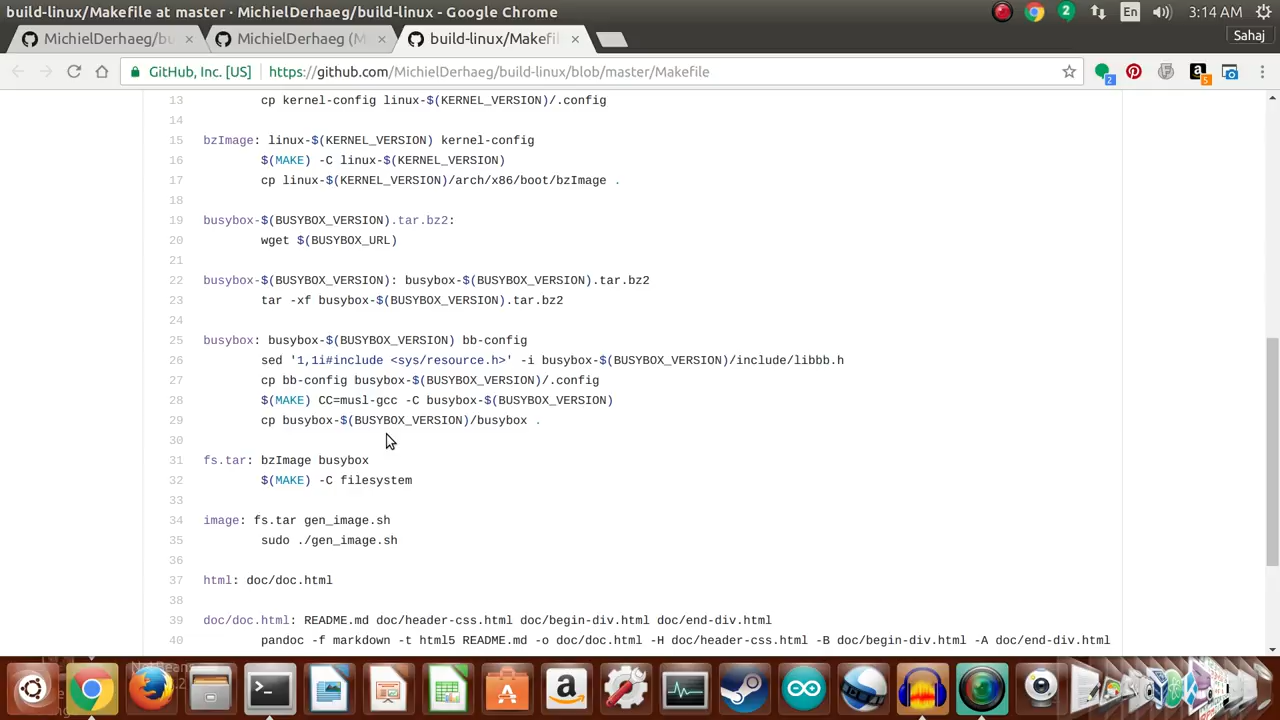 build-linux/Makefile at master · MichielDerhaeg/build-linux - Google Chrome
2 En 3:14 AM
MichielDerhaeg/bu
MichielDerhaeg (M
build-linux/Makefil
Sahaj
GitHub, Inc. [US] https://github.com/MichielDerhaeg/build-linux/blob/master/Makefile
2 5
13 cp kernel-config linux-$(KERNEL_VERSION)/.config
14
15 bzImage: linux-$(KERNEL_VERSION) kernel-config
16 $(MAKE) -C linux-$(KERNEL_VERSION)
17 cp linux-$(KERNEL_VERSION)/arch/x86/boot/bzImage .
18
19 busybox-$(BUSYBOX_VERSION).tar.bz2:
20 wget $(BUSYBOX_URL)
21
22 busybox-$(BUSYBOX_VERSION): busybox-$(BUSYBOX_VERSION).tar.bz2
23 tar -xf busybox-$(BUSYBOX_VERSION).tar.bz2
24
25 busybox: busybox-$(BUSYBOX_VERSION) bb-config
26 sed '1,1i#include <sys/resource.h>' -i busybox-$(BUSYBOX_VERSION)/include/libbb.h
27 cp bb-config busybox-$(BUSYBOX_VERSION)/.config
28 $(MAKE) CC=musl-gcc -C busybox-$(BUSYBOX_VERSION)
29 cp busybox-$(BUSYBOX_VERSION)/busybox .
30
31 fs.tar: bzImage busybox
32 $(MAKE) -C filesystem
33
34 image: fs.tar gen_image.sh
35 sudo ./gen_image.sh
36
37 html: doc/doc.html
38
39 doc/doc.html: README.md doc/header-css.html doc/begin-div.html doc/end-div.html
40 pandoc -f markdown -t html5 README.md -o doc/doc.html -H doc/header-css.html -B doc/begin-div.html -A doc/end-div.html